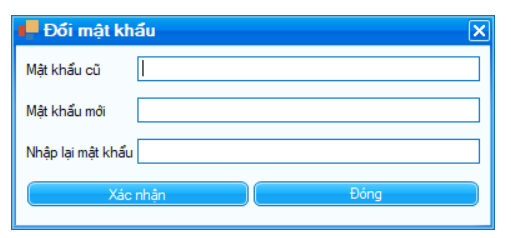 Đổi mật khẩu
Mật khẩu cũ
Mật khẩu mới
Nhập lại mật khẩu
Xác nhận Đóng